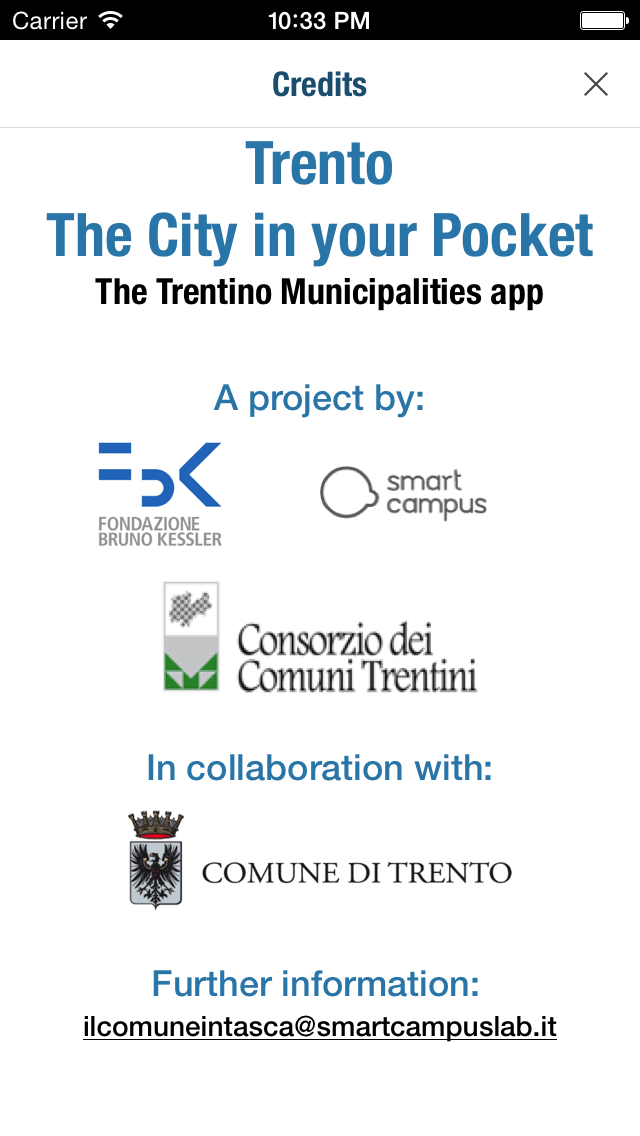 Carrier 10:33 PM
Credits
Trento
The City in your Pocket
The Trentino Municipalities app
A project by:
FBK
FONDAZIONE
BRUNO KESSLER
smart
campus
Consorzio dei
Comuni Trentini
In collaboration with:
COMUNE DI TRENTO
Further information:
ilcomuneintasca@smartcampuslab.it